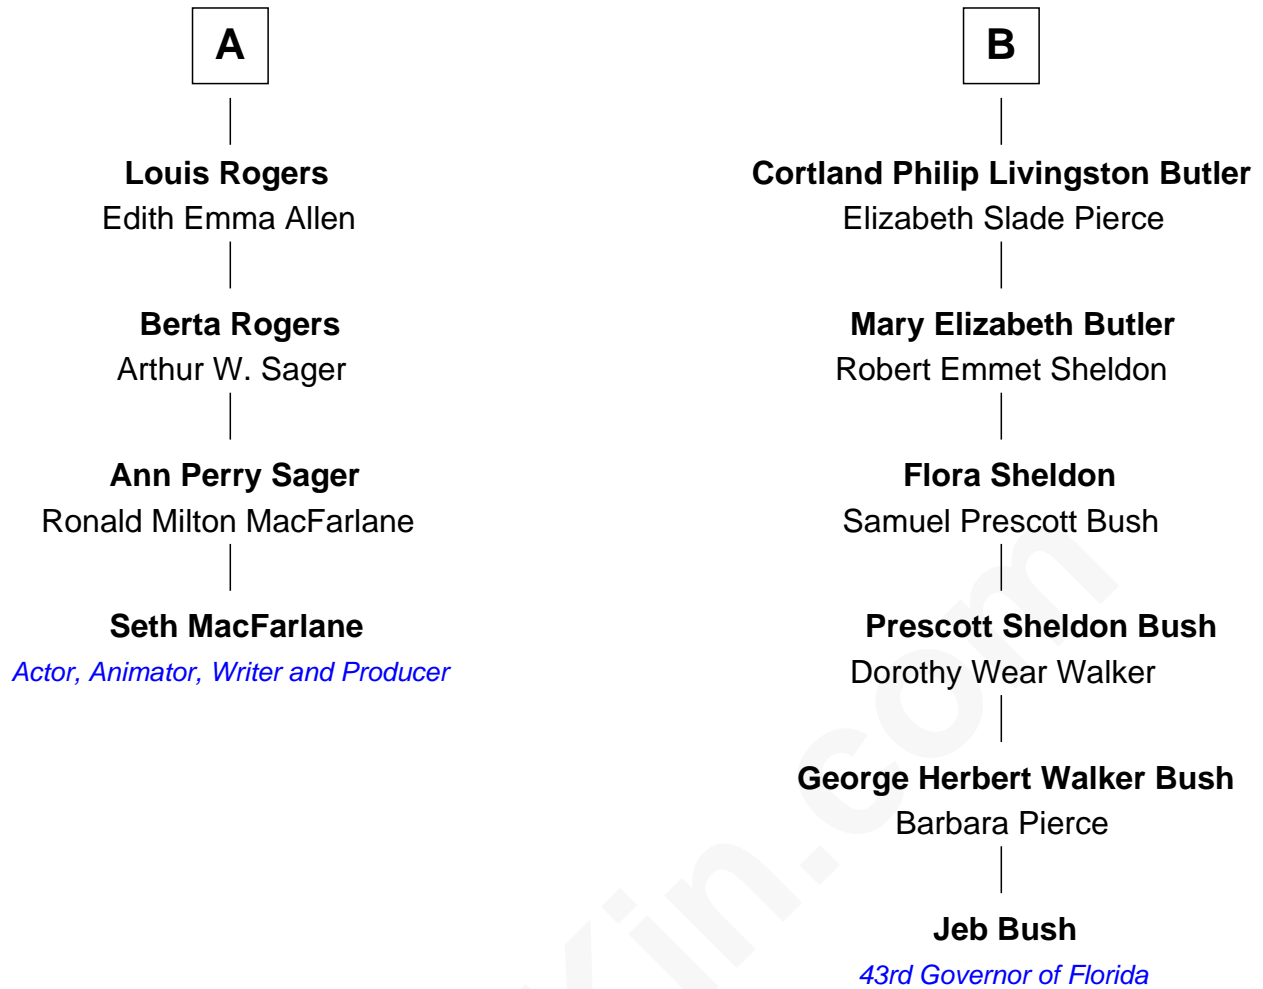 A
Louis Rogers
Edith Emma Allen
Berta Rogers
Arthur W. Sager
Ann Perry Sager
Ronald Milton MacFarlane
Seth MacFarlane
Actor, Animator, Writer and Producer
B
Cortland Philip Livingston Butler
Elizabeth Slade Pierce
Mary Elizabeth Butler
Robert Emmet Sheldon
Flora Sheldon
Samuel Prescott Bush
Prescott Sheldon Bush
Dorothy Wear Walker
George Herbert Walker Bush
Barbara Pierce
Jeb Bush
43rd Governor of Florida
Kin.com